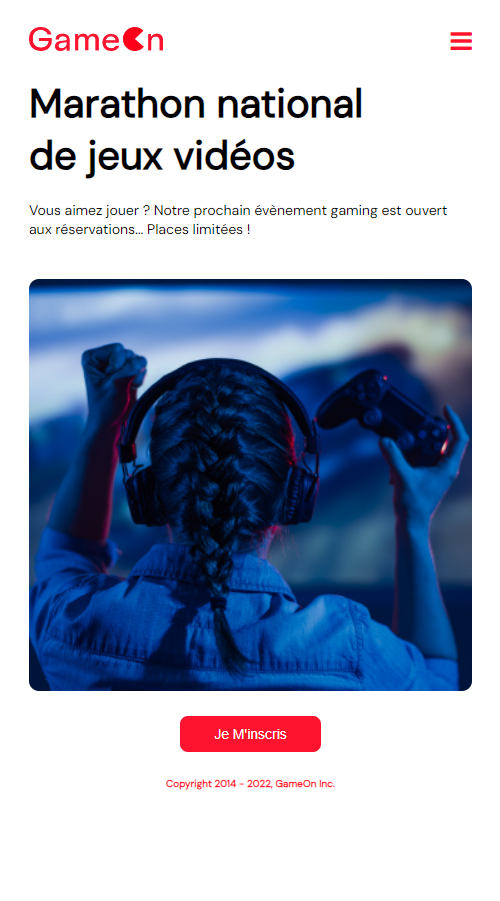 GameOn
Marathon national
de jeux vidéos
Vous aimez jouer ? Notre prochain évènement gaming est ouvert
aux réservations... Places limitées !
Je M'inscris
Copyright 2014 - 2022, GameOn Inc.